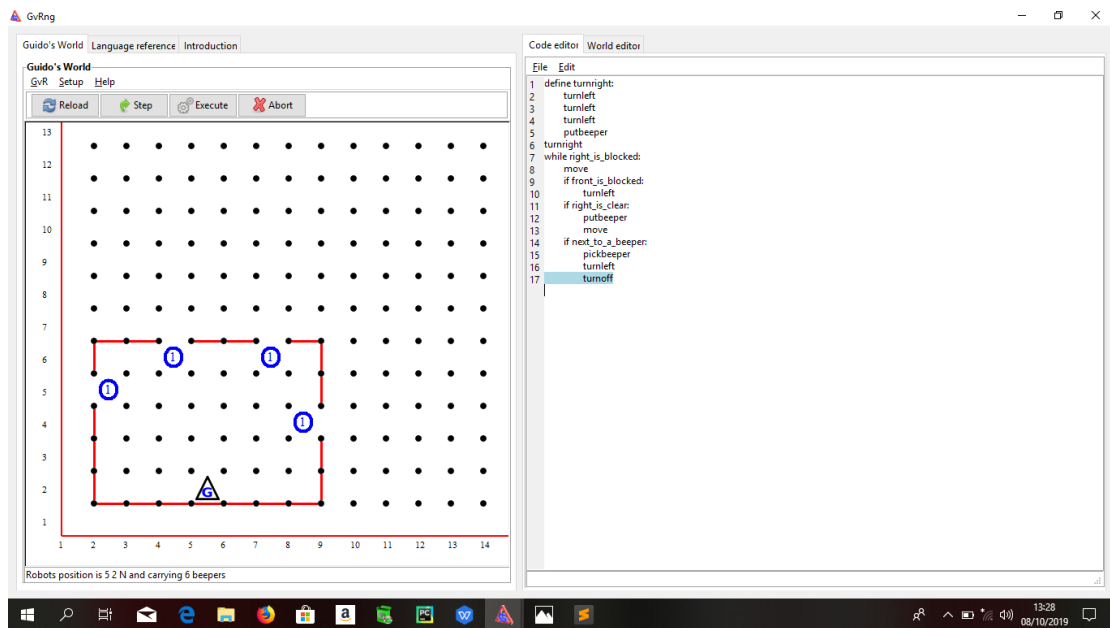 GvRng
Guido's World Language reference Introduction
Guido's World
GvR Setup Help
Reload Step Execute Abort
13
12
11
10
9
8
7
6
5
4
3
2
1
1 1
1
1
G
1 2 3 4 5 6 7 8 9 10 11 12 13 14
Robots position is 5 2 N and carrying 6 beepers
Code editor World editor
File Edit
1 define turnright:
2 turnleft
3 turnleft
4 turnleft
5 putbeeper
6 turnright
7 while right_is_blocked:
8 move
9 if front_is_blocked:
10 turnleft
11 if right_is_clear:
12 putbeeper
13 move
14 if next_to_a_beeper:
15 pickbeeper
16 turnleft
17 turnoff
a
PC
W
S
13:28
08/10/2019